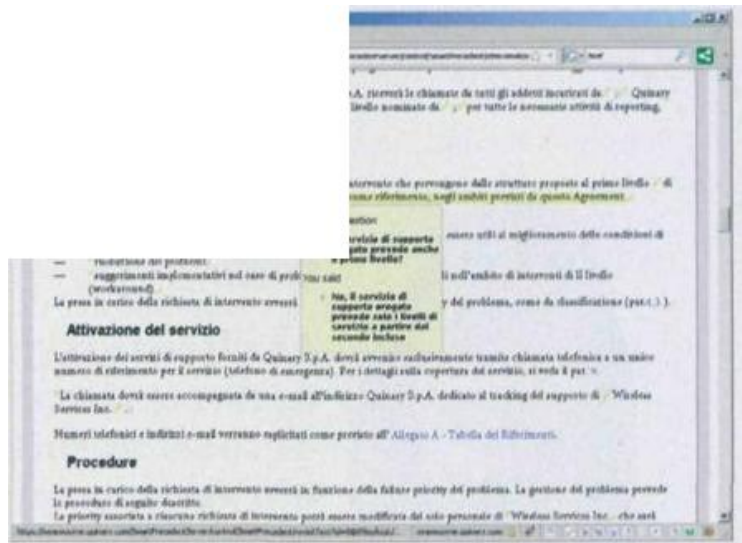 .A. riceverà le chiamate da tutti gli addetti incaricati da Quinary
livello nominate da per tutte le necessarie attività di reporting,
intervento che pervengono dalle strutture preposte al primo livello di
come riferimento, negli ambiti previsti da questo Agreement.
estion
servizio di supporto
erogato prevede anche
il primo livello?
essere utili al miglioramento delle condizioni di
risoluzione dei problemi.
— suggerimenti implementativi nel caso di
you said
li nell'ambito di interventi di II livello
(workaround).
No, il servizio di
supporto erogato
prevede solo i livelli di
servizio a partire dal
secondo incluso
La presa in carico della richiesta di intervento avverrà del problema, come da classificazione (par.
Attivazione del servizio
L'attivazione dei servizi di supporto forniti da Quinary S.p.A. dovrà avvenire esclusivamente tramite chiamata telefonica a un unico
numero di riferimento per il servizio (telefono di emergenza). Per i dettagli sulla copertura del servizio, si veda il par.
La chiamata dovrà essere accompagnata da una e-mail all'indirizzo Quinary S.p.A. dedicato al tracking del supporto di Wireless
Services Inc.
Numeri telefonici e indirizzi e-mail verranno esplicitati come previsto all' Allegato A - Tabella dei Riferimenti.
Procedure
La presa in carico della richiesta di intervento avverrà in funzione della failure priority del problema. La gestione del problema prevede
le procedure di seguito descritte.
La priority associata a ciascuna richiesta di intervento potrà essere modificata dal solo personale di Wireless Services Inc. che sarà